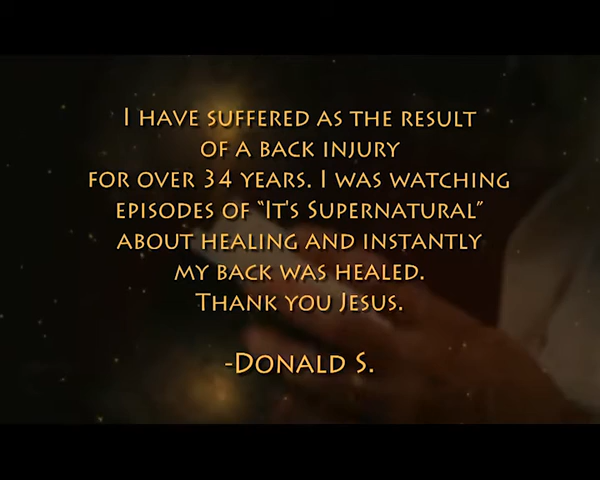 I have suffered as the result
of a back injury
for over 34 years. I was watching
episodes of “It's Supernatural”
about healing and instantly
my back was healed.
Thank you Jesus.
-Donald S.